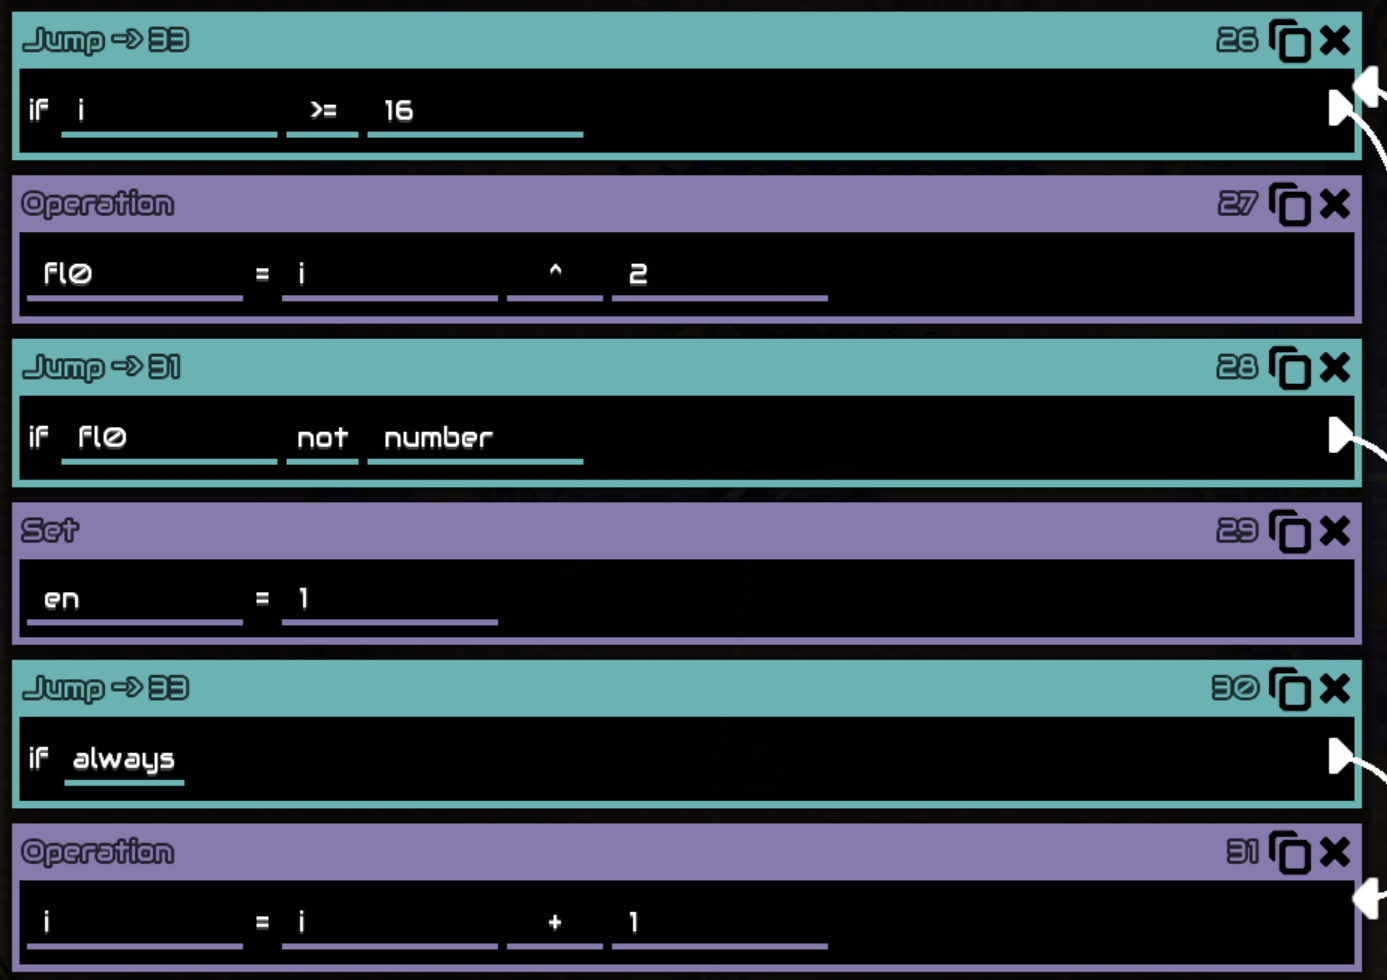 Jump -> 33 26
if i >= 16
Operation 27
fl0 = i ^ 2
Jump -> 31 28
if fl0 not number
Set 29
en = 1
Jump -> 33 30
if always
Operation 31
i = i + 1